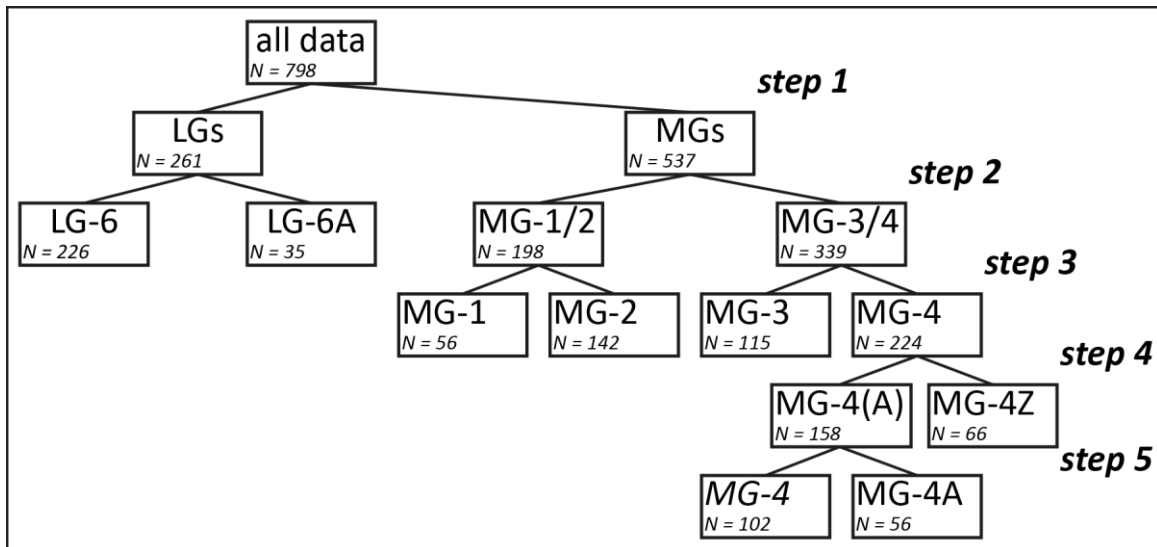 all data
N = 798
step 1
LGs
N = 261
MGs
N = 537
step 2
LG-6
N = 226
LG-6A
N = 35
MG-1/2
N = 198
MG-3/4
N = 339
step 3
MG-1
N = 56
MG-2
N = 142
MG-3
N = 115
MG-4
N = 224
step 4
MG-4(A)
N = 158
MG-4Z
N = 66
step 5
MG-4
N = 102
MG-4A
N = 56